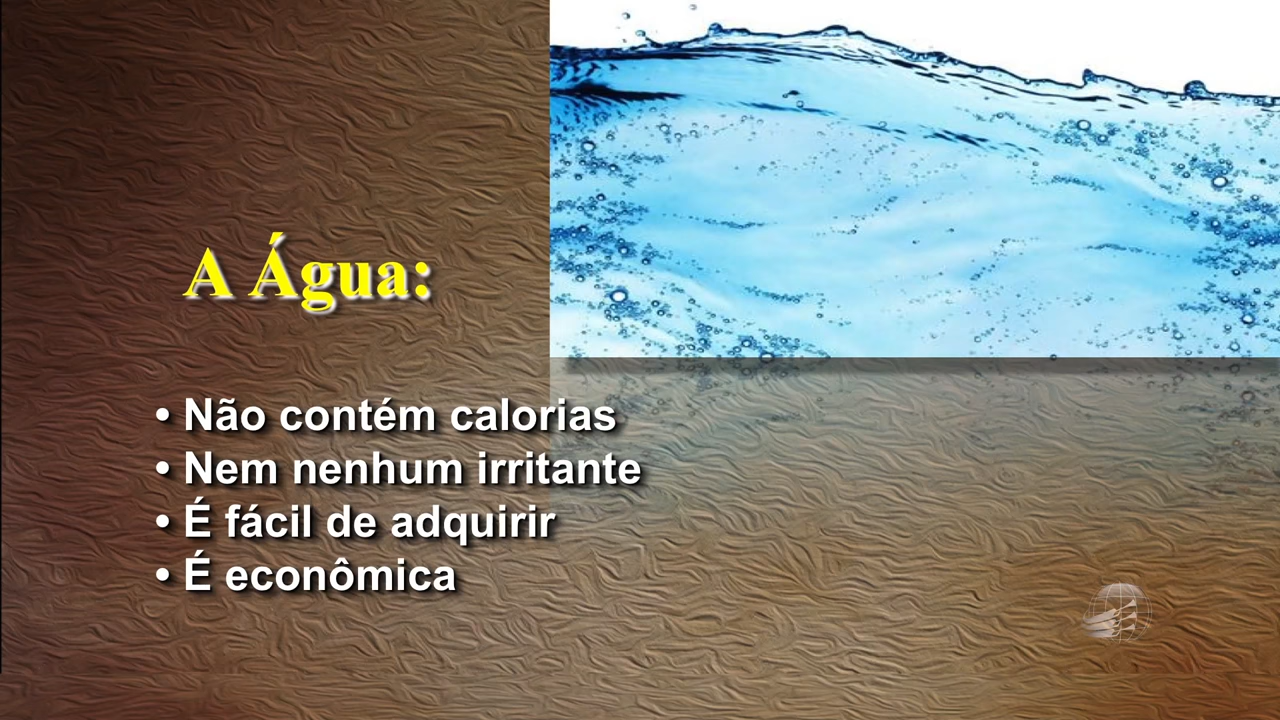 A Água:
• Não contém calorias
• Nem nenhum irritante
• É fácil de adquirir
• É econômica